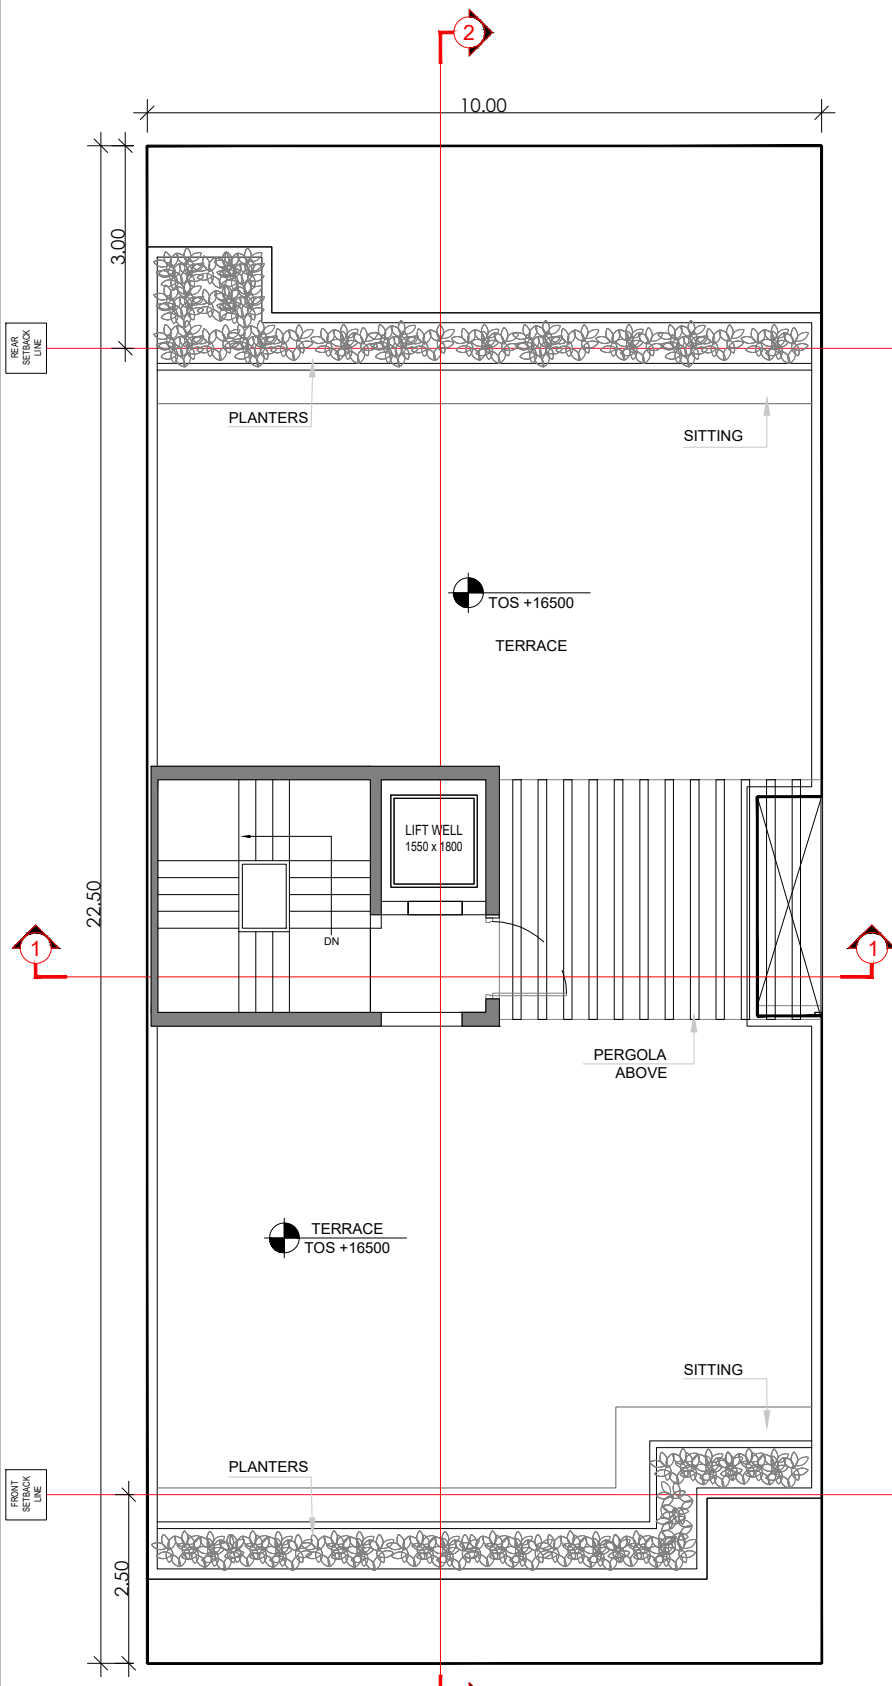 2
10.00
3.00
REAR
SETBACK
LINE
PLANTERS
SITTING
TOS +16500
TERRACE
LIFT WELL
1550 x 1800
22.50
DN
1
1
PERGOLA
ABOVE
TERRACE
TOS +16500
SITTING
PLANTERS
FRONT
SETBACK
LINE
2.50